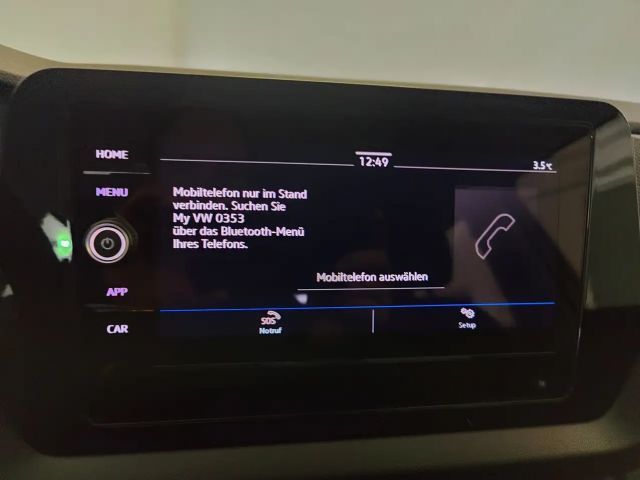 HOME
12:49
3.5°C
MENU
Mobiltelefon nur im Stand
verbinden. Suchen Sie
My VW 0353
über das Bluetooth-Menü
Ihres Telefons.
Mobiltelefon auswählen
APP
CAR
SOS
Notruf
Setup